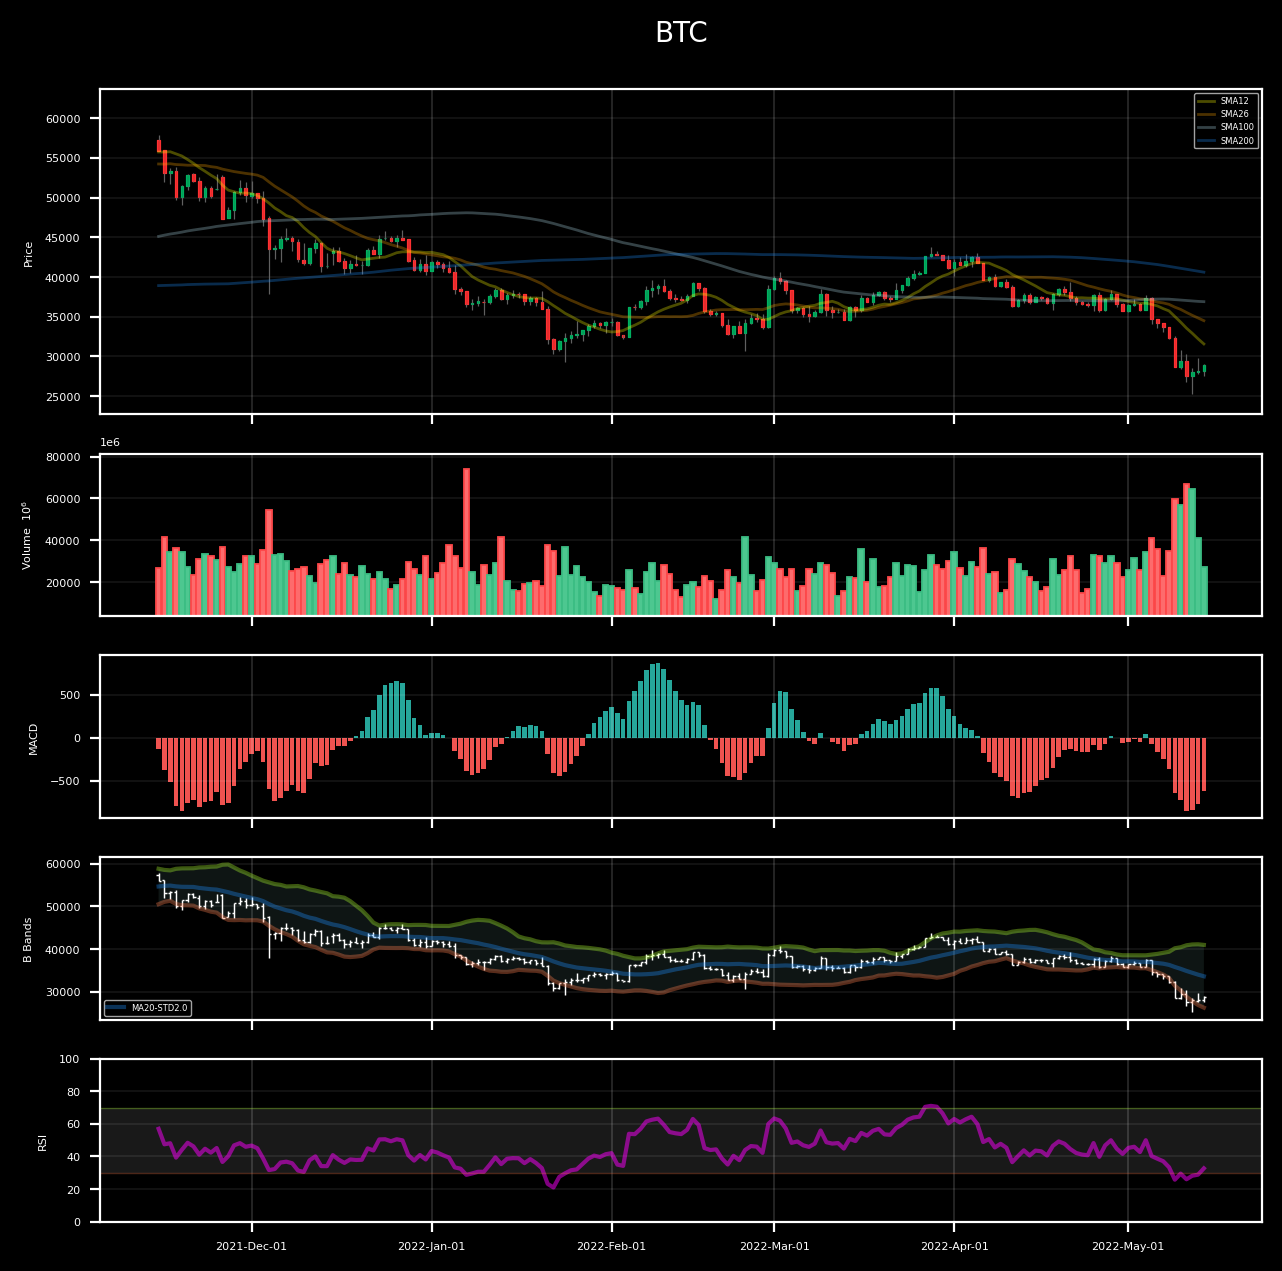 BTC
SMA12
SMA26
SMA100
SMA200
60000
55000
50000
45000
40000
35000
30000
25000
Price
1e6
80000
60000
40000
20000
Volume 10⁶
500
0
−500
MACD
60000
50000
40000
30000
B Bands
MA20-STD2.0
100
80
60
40
20
0
RSI
2021-Dec-01 2022-Jan-01 2022-Feb-01 2022-Mar-01 2022-Apr-01 2022-May-01